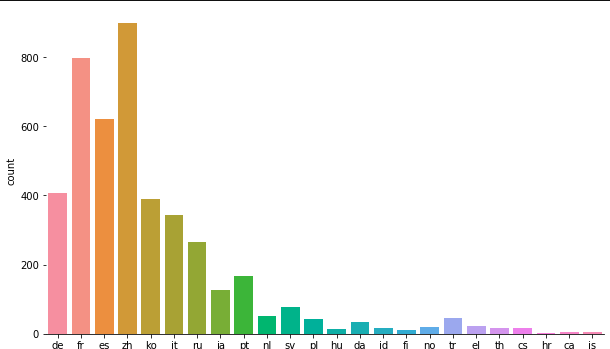 800
600
400
200
0
count
de fr es zh ko it ru ia pt nl sv pl hu da id fi no tr el th cs hr ca is